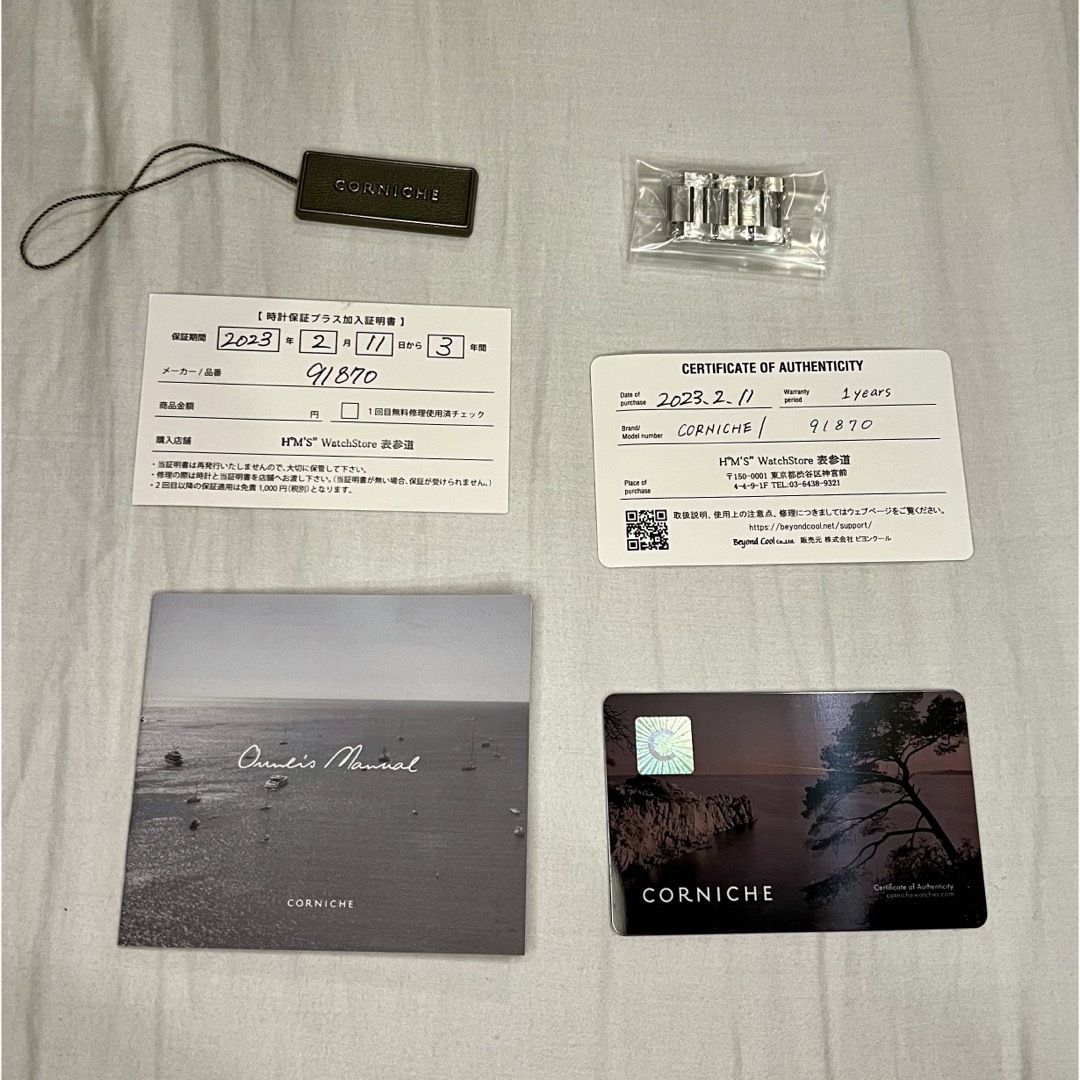 CORNICHE
【 時計保証プラス加入証明書 】
保証期間 2023 年 2 月 11 日から 3 年間
メーカー / 品番 91870
商品金額 円 1回目無料修理使用済チェック
購入店舗 H°M'S" WatchStore 表参道
・当証明書は再発行いたしませんので、大切に保管して下さい。
・修理の際は時計と当証明書を店舗へお渡し下さい。(当証明書が無い場合、保証が受けられません。)
・2回目以降の保証適用は免責 1,000円(税別)となります。
CERTIFICATE OF AUTHENTICITY
Date of purchase 2023.2.11 Warranty period 1 years
Brand/ Model number CORNICHE / 91870
H°M'S" WatchStore 表参道
〒150-0001 東京都渋谷区神宮前
Place of purchase 4-4-9-1F TEL:03-6438-9321
取扱説明、使用上の注意点、修理につきましてはウェブページをご覧ください。
https://beyondcool.net/support/
Beyond Cool Co.,Ltd. 販売元 株式会社 ビヨンクール
Owner's Manual
CORNICHE
C
CORNICHE
Certificate of Authenticity
cornichewatches.com